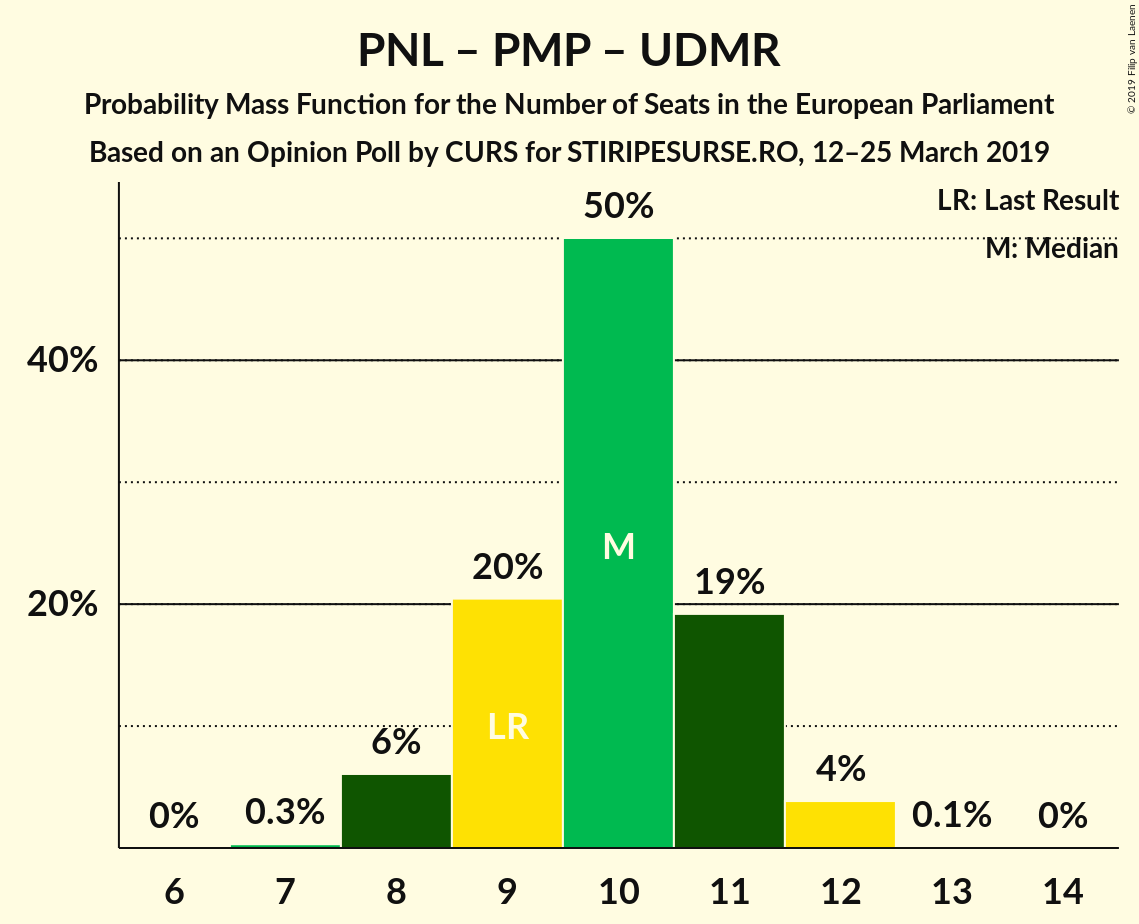 PNL – PMP – UDMR
Probability Mass Function for the Number of Seats in the European Parliament
Based on an Opinion Poll by CURS for STIRIPESURSE.RO, 12–25 March 2019
© 2019 Filip van Laenen
LR: Last Result
M: Median
50%
40%
M
20%
19%
20%
LR
6%
4%
0%
0.3%
0.1%
0%
6 7 8 9 10 11 12 13 14